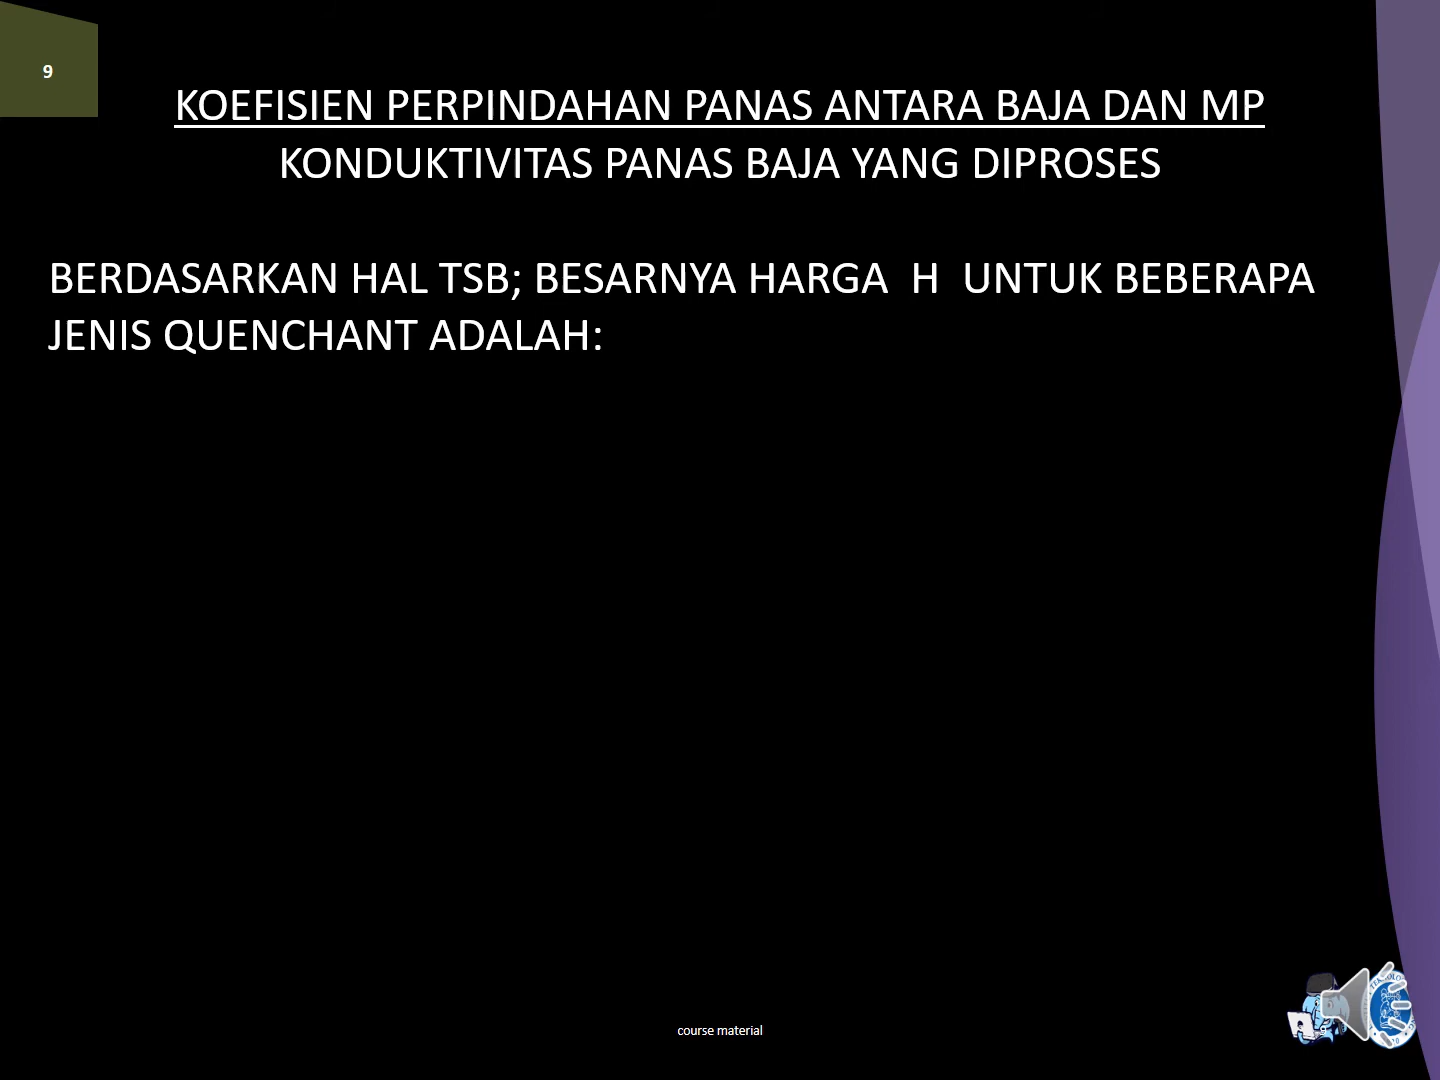 9
KOEFISIEN PERPINDAHAN PANAS ANTARA BAJA DAN MP
KONDUKTIVITAS PANAS BAJA YANG DIPROSES
BERDASARKAN HAL TSB; BESARNYA HARGA H UNTUK BEBERAPA
JENIS QUENCHANT ADALAH:
course material
9